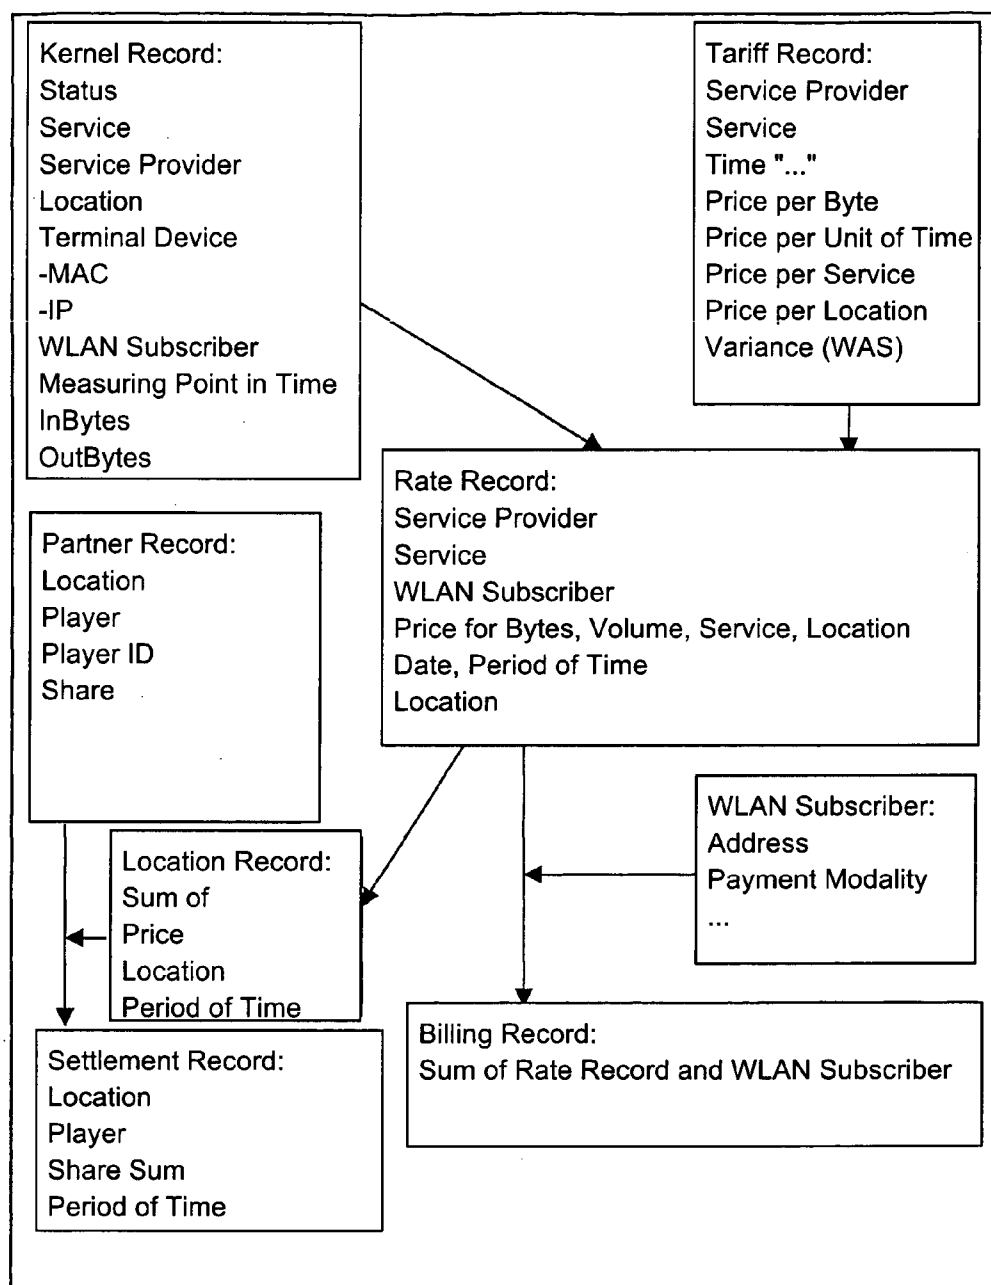 Kernel Record:
Status
Service
Service Provider
Location
Terminal Device
-MAC
-IP
WLAN Subscriber
Measuring Point in Time
InBytes
OutBytes
Tariff Record:
Service Provider
Service
Time "..."
Price per Byte
Price per Unit of Time
Price per Service
Price per Location
Variance (WAS)
Rate Record:
Service Provider
Service
WLAN Subscriber
Price for Bytes, Volume, Service, Location
Date, Period of Time
Location
Partner Record:
Location
Player
Player ID
Share
WLAN Subscriber:
Address
Payment Modality
...
Location Record:
Sum of
Price
Location
Period of Time
Settlement Record:
Location
Player
Share Sum
Period of Time
Billing Record:
Sum of Rate Record and WLAN Subscriber